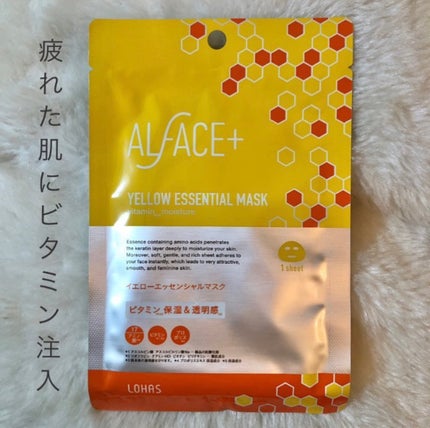 疲れた肌にビタミン注入
ALFACE+
YELLOW ESSENTIAL MASK
vitamin_moisture
Essence containing amino acids penetrates
the keratin layer deeply to moisturize your skin.
Moreover, soft, gentle, and rich sheet adheres to
your face instantly, which leads to very attractive,
smooth, and feminine skin.
1 sheet
イエローエッセンシャルマスク
ビタミン_保湿&透明感
LOHAS